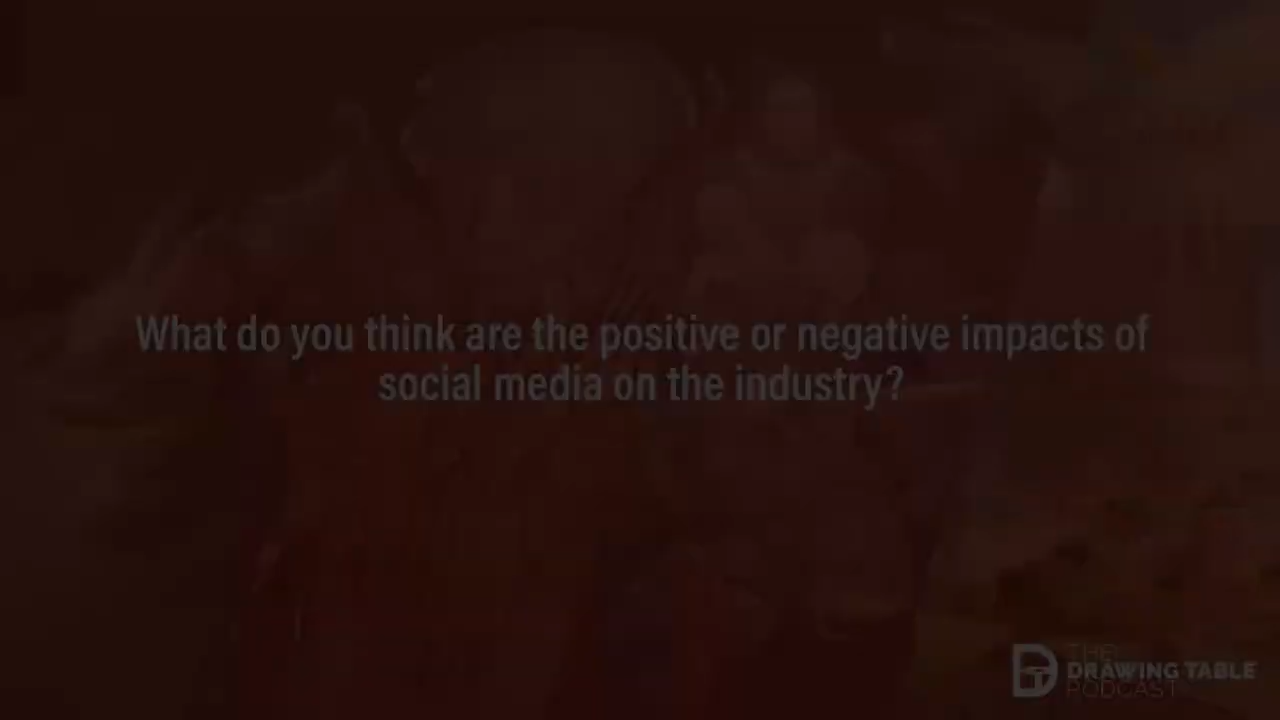 What do you think are the positive or negative impacts of
social media on the industry?
THE
DRAWING TABLE
PODCAST